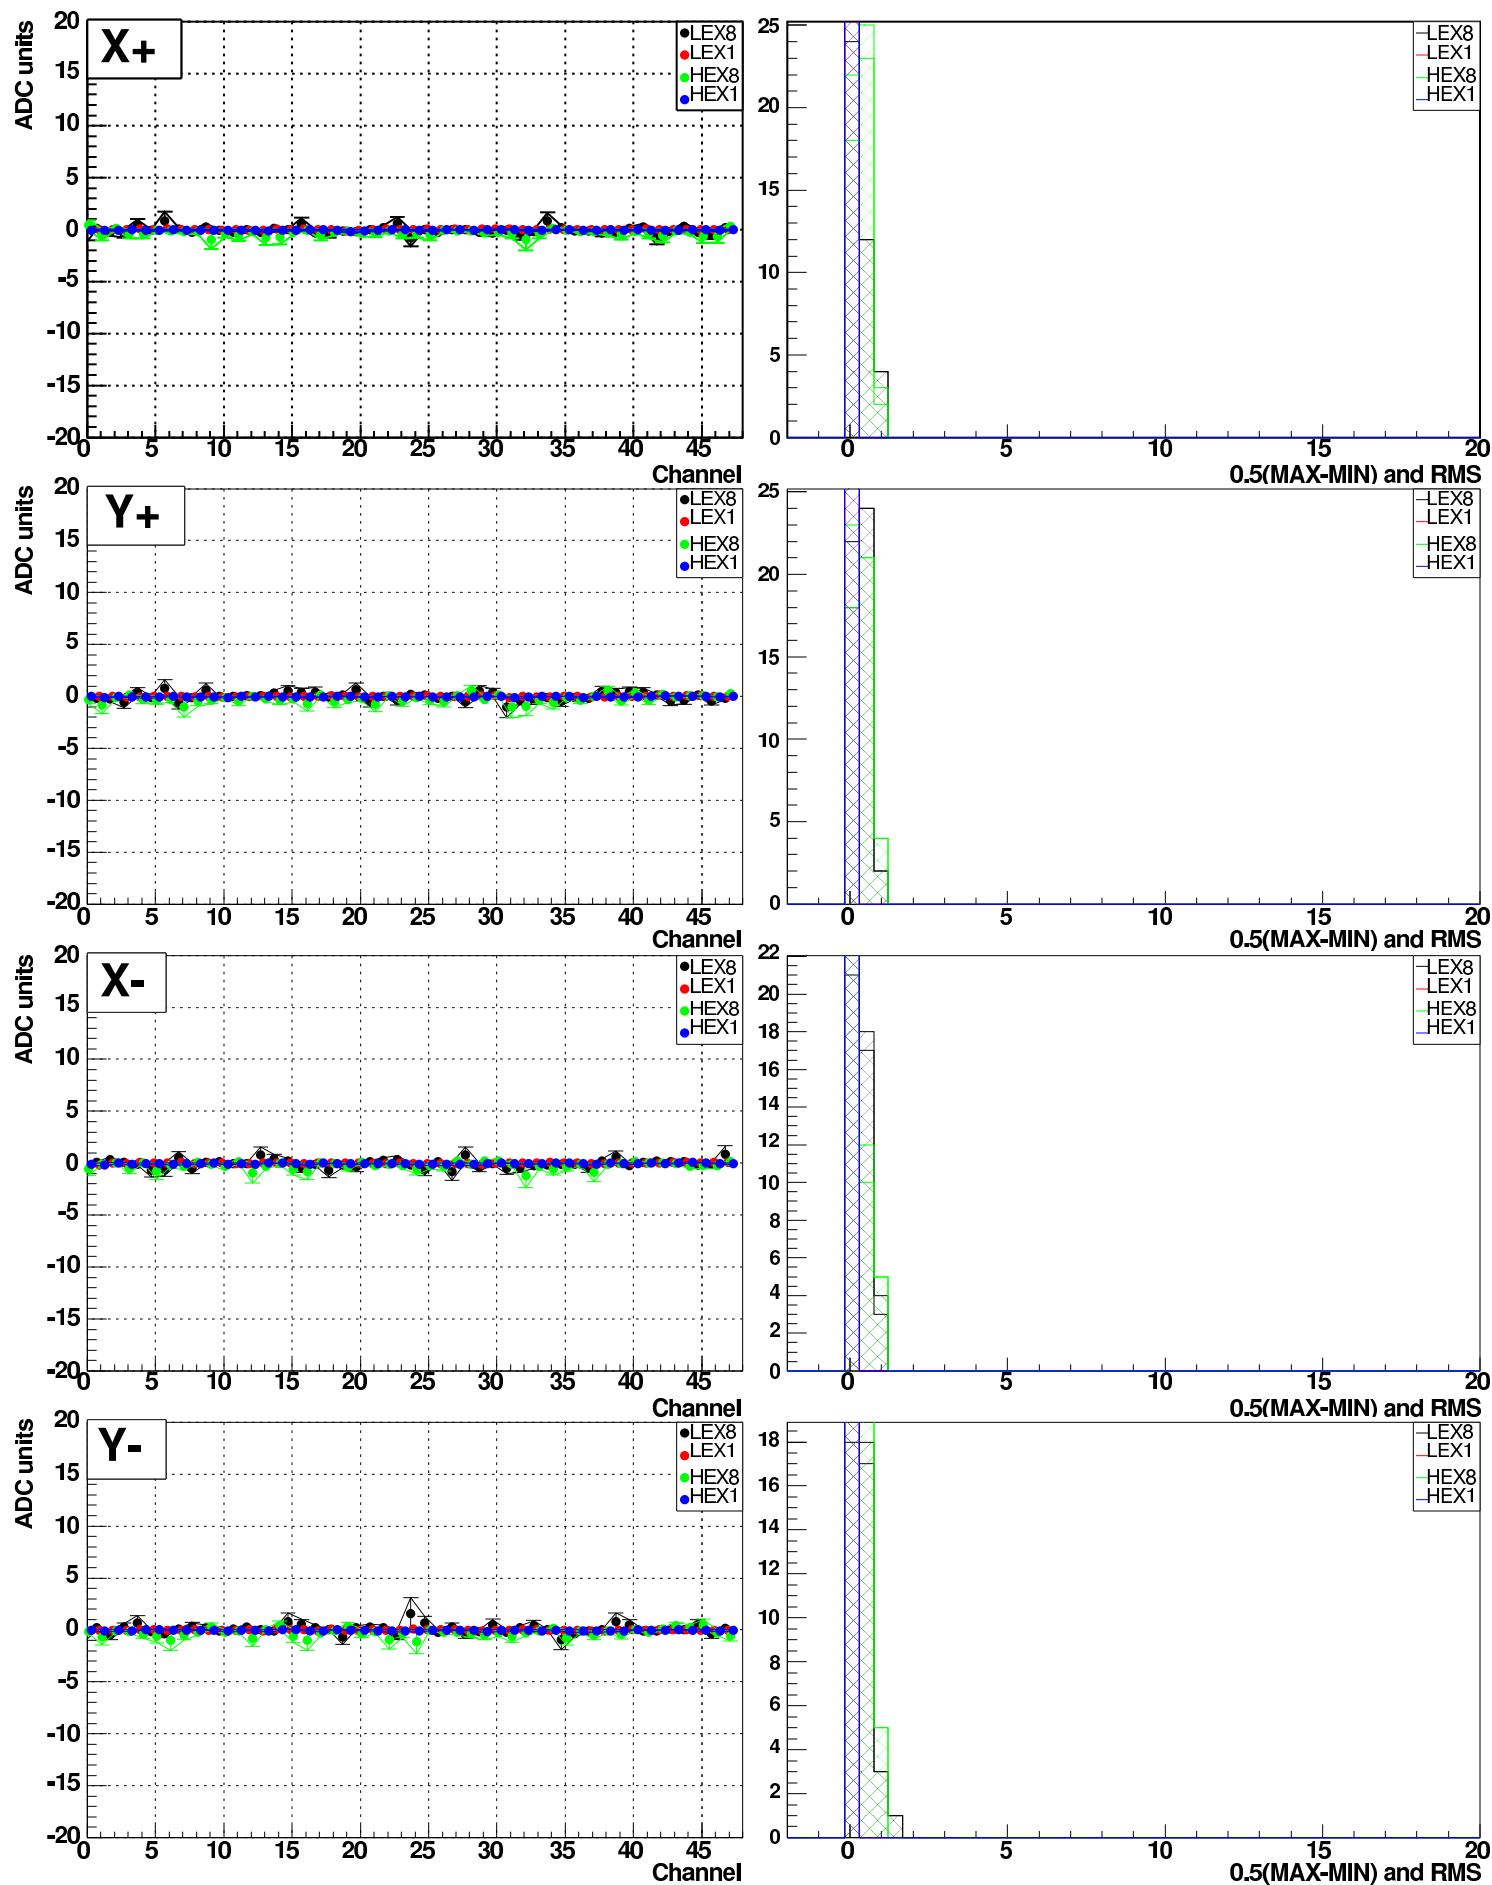 ADC units
X+
20
15
10
5
0
-5
-10
-15
-20
LEX8
LEX1
HEX8
HEX1
0 5 10 15 20 25 30 35 40 45
Channel
25
20
15
10
5
0
LEX8
LEX1
HEX8
HEX1
0 5 10 15 20
0.5(MAX-MIN) and RMS
ADC units
Y+
20
15
10
5
0
-5
-10
-15
-20
LEX8
LEX1
HEX8
HEX1
0 5 10 15 20 25 30 35 40 45
Channel
25
20
15
10
5
0
LEX8
LEX1
HEX8
HEX1
0 5 10 15 20
0.5(MAX-MIN) and RMS
ADC units
X-
20
15
10
5
0
-5
-10
-15
-20
LEX8
LEX1
HEX8
HEX1
0 5 10 15 20 25 30 35 40 45
Channel
22
20
18
16
14
12
10
8
6
4
2
0
LEX8
LEX1
HEX8
HEX1
0 5 10 15 20
0.5(MAX-MIN) and RMS
ADC units
Y-
20
15
10
5
0
-5
-10
-15
-20
LEX8
LEX1
HEX8
HEX1
0 5 10 15 20 25 30 35 40 45
Channel
18
16
14
12
10
8
6
4
2
0
LEX8
LEX1
HEX8
HEX1
0 5 10 15 20
0.5(MAX-MIN) and RMS